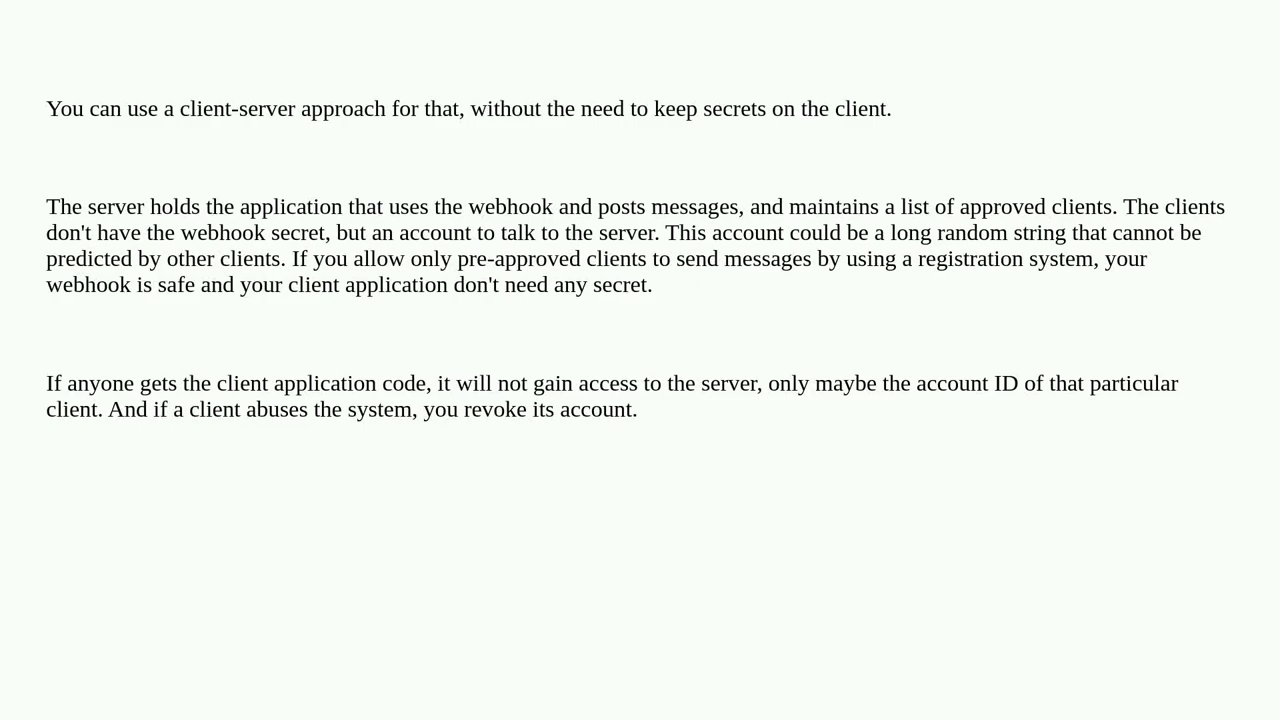 You can use a client-server approach for that, without the need to keep secrets on the client.
The server holds the application that uses the webhook and posts messages, and maintains a list of approved clients. The clients
don't have the webhook secret, but an account to talk to the server. This account could be a long random string that cannot be
predicted by other clients. If you allow only pre-approved clients to send messages by using a registration system, your
webhook is safe and your client application don't need any secret.
If anyone gets the client application code, it will not gain access to the server, only maybe the account ID of that particular
client. And if a client abuses the system, you revoke its account.